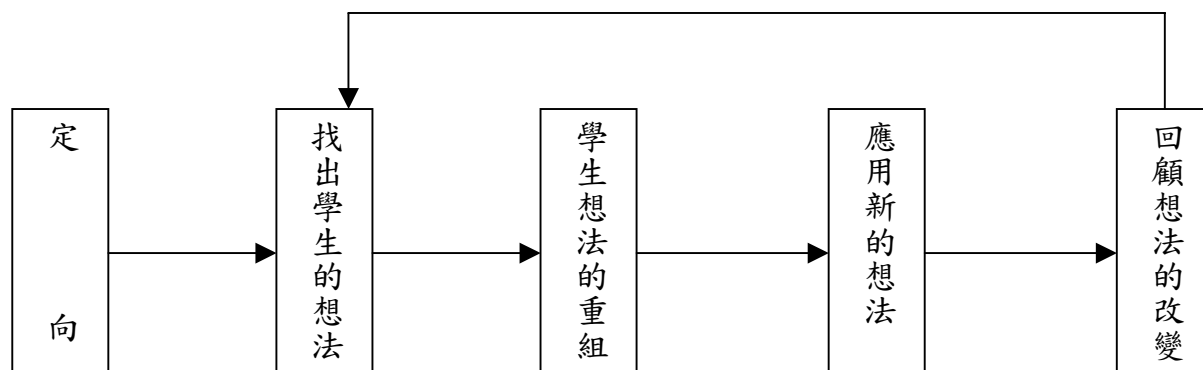 定向
找出學生的想法
學生想法的重組
應用新的想法
回顧想法的改變